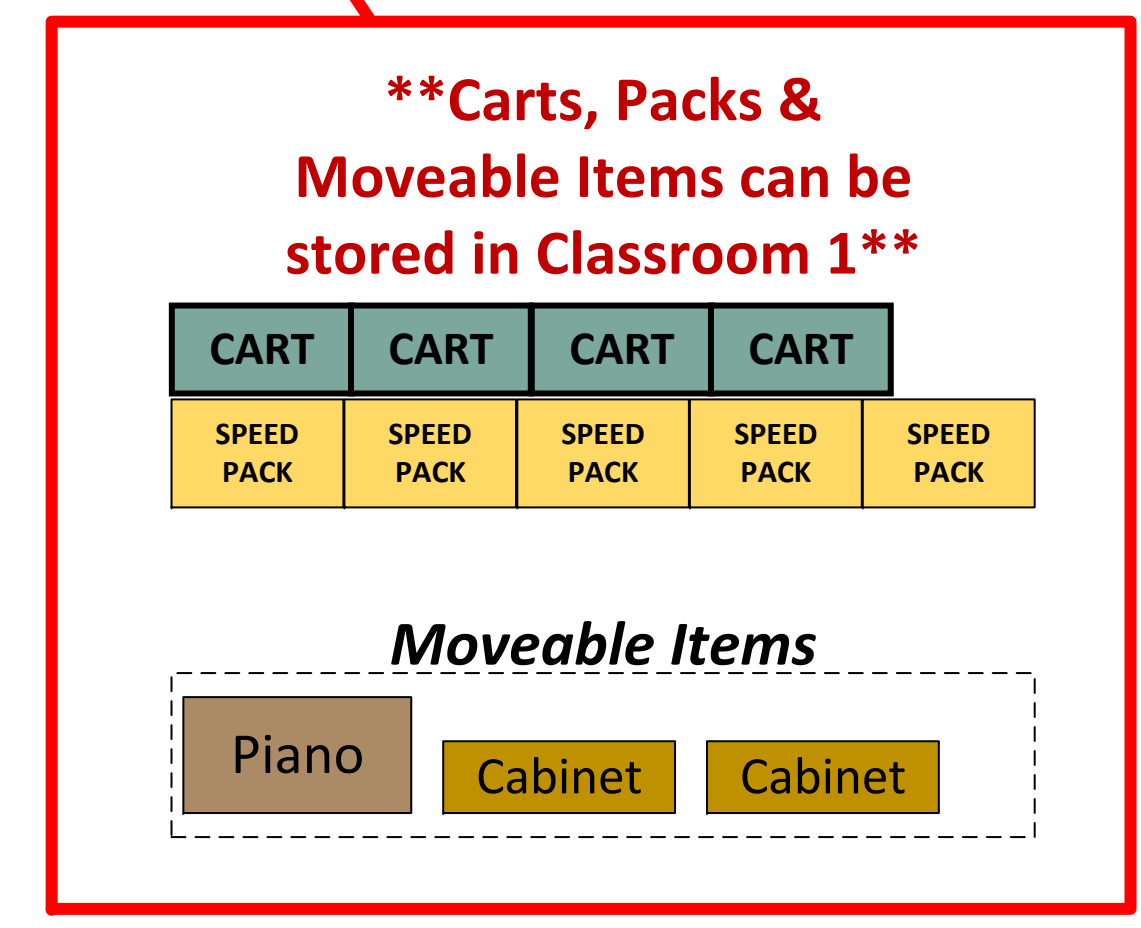 **Carts, Packs &
Moveable Items can be
stored in Classroom 1**
CART CART CART CART
SPEED SPEED SPEED SPEED SPEED
PACK PACK PACK PACK PACK
Moveable Items
Piano Cabinet Cabinet